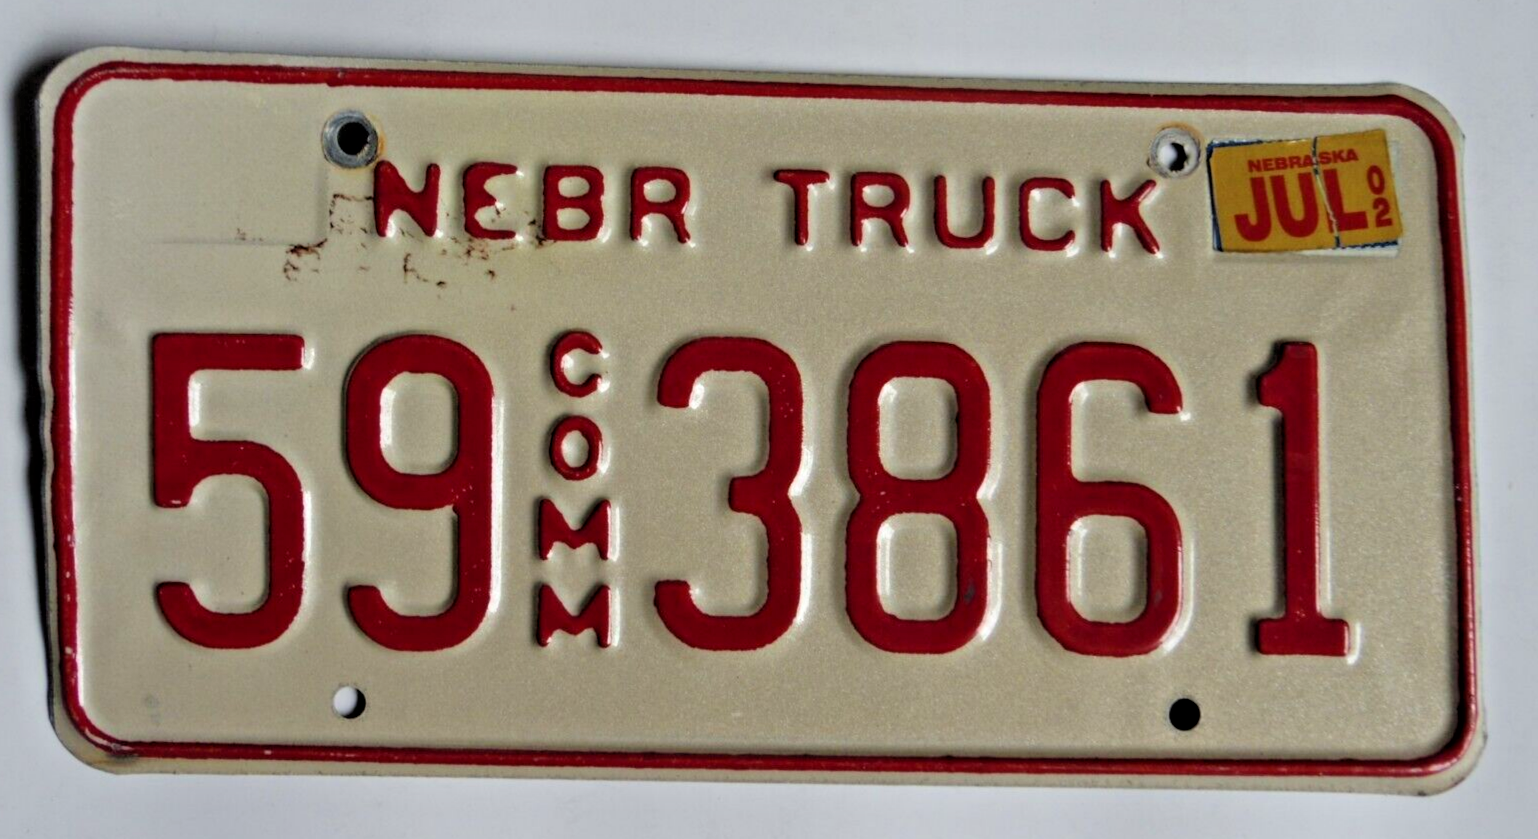 NEBR TRUCK
NEBRASKA
JUL 02
59 COMM 3861